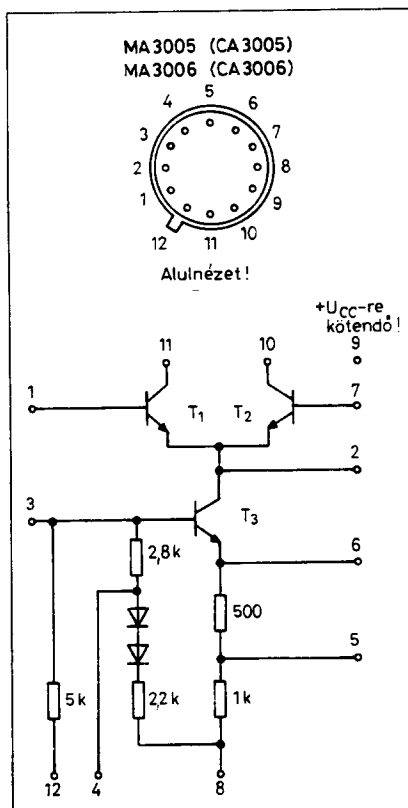 MA3005 (CA3005)
MA3006 (CA3006)
5
4 6
3 7
2 8
1 9
12 11 10
Alulnézet!
+UCC-re
kötendő!
11 10 9
1 T1 T2 7
2
3 T3
2,8k 6
500
5
5k 2,2k 1k
12 4 8